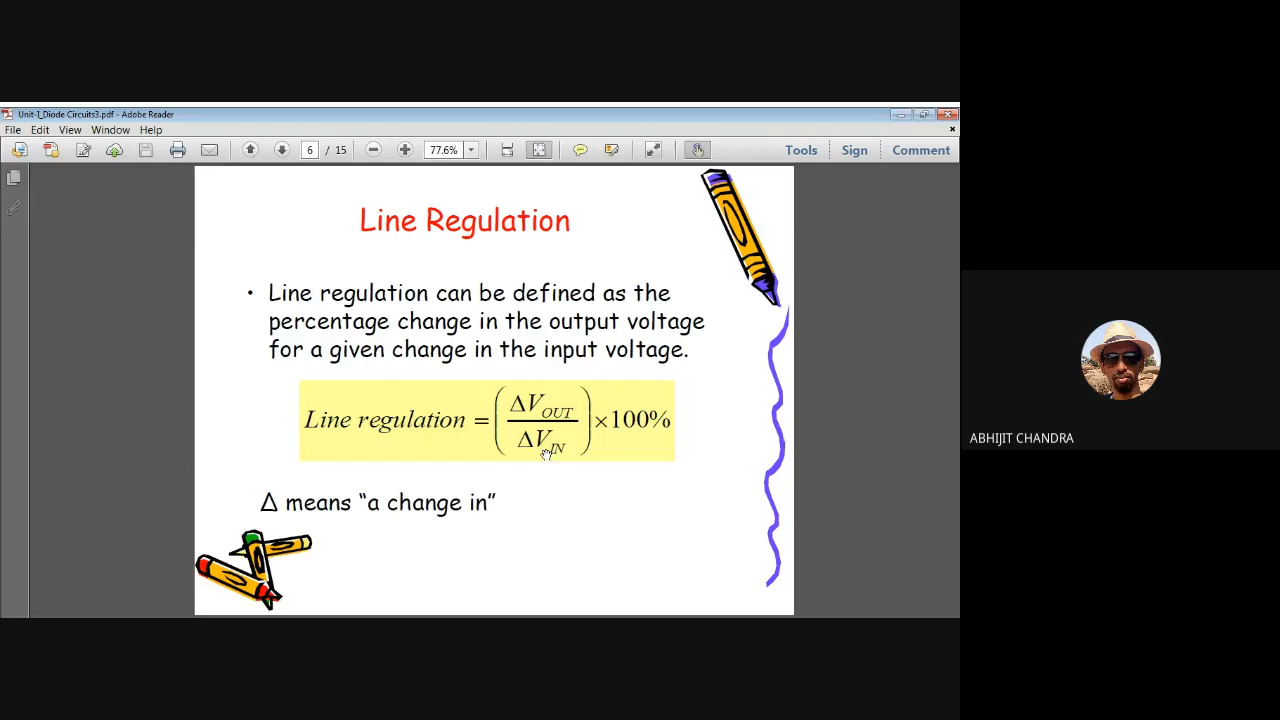 Unit-I_Diode Circuits3.pdf - Adobe Reader
File Edit View Window Help
6 / 15 77.6% Tools Sign Comment
Line Regulation
• Line regulation can be defined as the
percentage change in the output voltage
for a given change in the input voltage.
Line regulation = (ΔV_OUT / ΔV_IN) × 100%
Δ means “a change in”
ABHIJIT CHANDRA